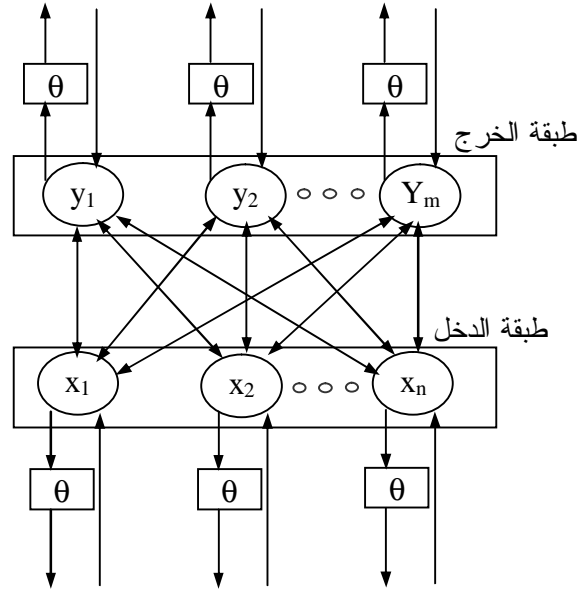 θ θ θ
طبقة الخرج
y₁ y₂ Yₘ
طبقة الدخل
x₁ x₂ xₙ
θ θ θ